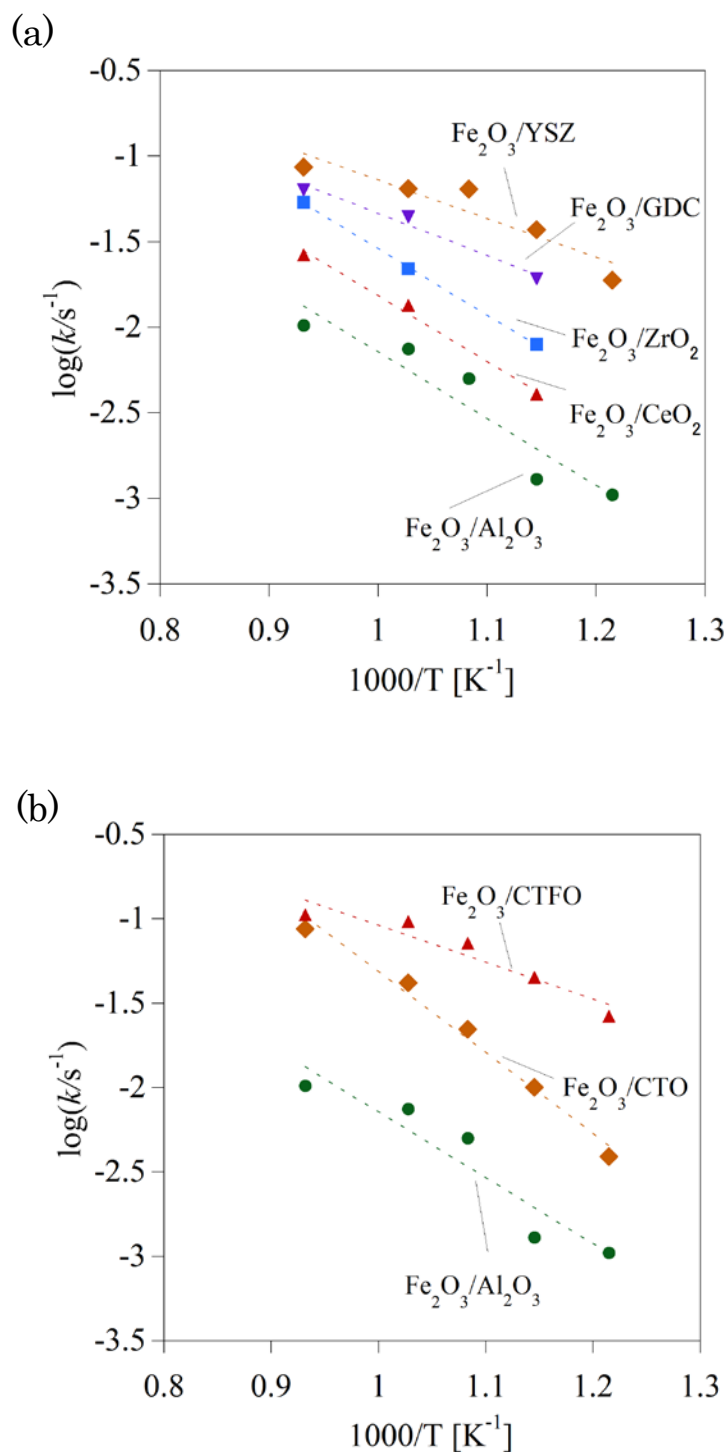 (a)
-0.5
-1
-1.5
-2
-2.5
-3
-3.5
log(k/s⁻¹)
Fe₂O₃/YSZ
Fe₂O₃/GDC
Fe₂O₃/ZrO₂
Fe₂O₃/CeO₂
Fe₂O₃/Al₂O₃
0.8 0.9 1 1.1 1.2 1.3
1000/T [K⁻¹]
(b)
-0.5
-1
-1.5
-2
-2.5
-3
-3.5
log(k/s⁻¹)
Fe₂O₃/CTFO
Fe₂O₃/CTO
Fe₂O₃/Al₂O₃
0.8 0.9 1 1.1 1.2 1.3
1000/T [K⁻¹]